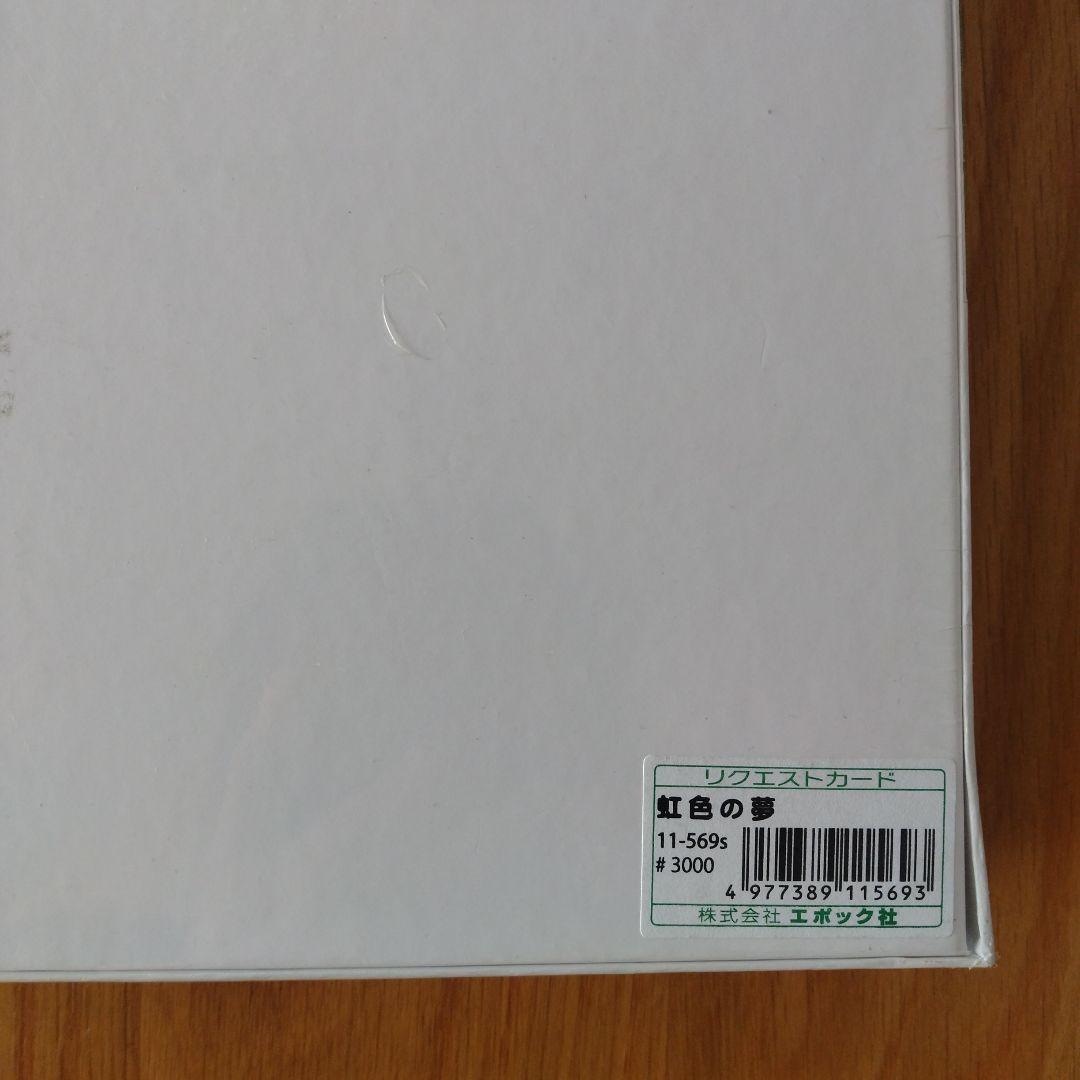 リクエストカード
虹色の夢
11-569s
# 3000
4 977389 115693
株式会社 エポック社